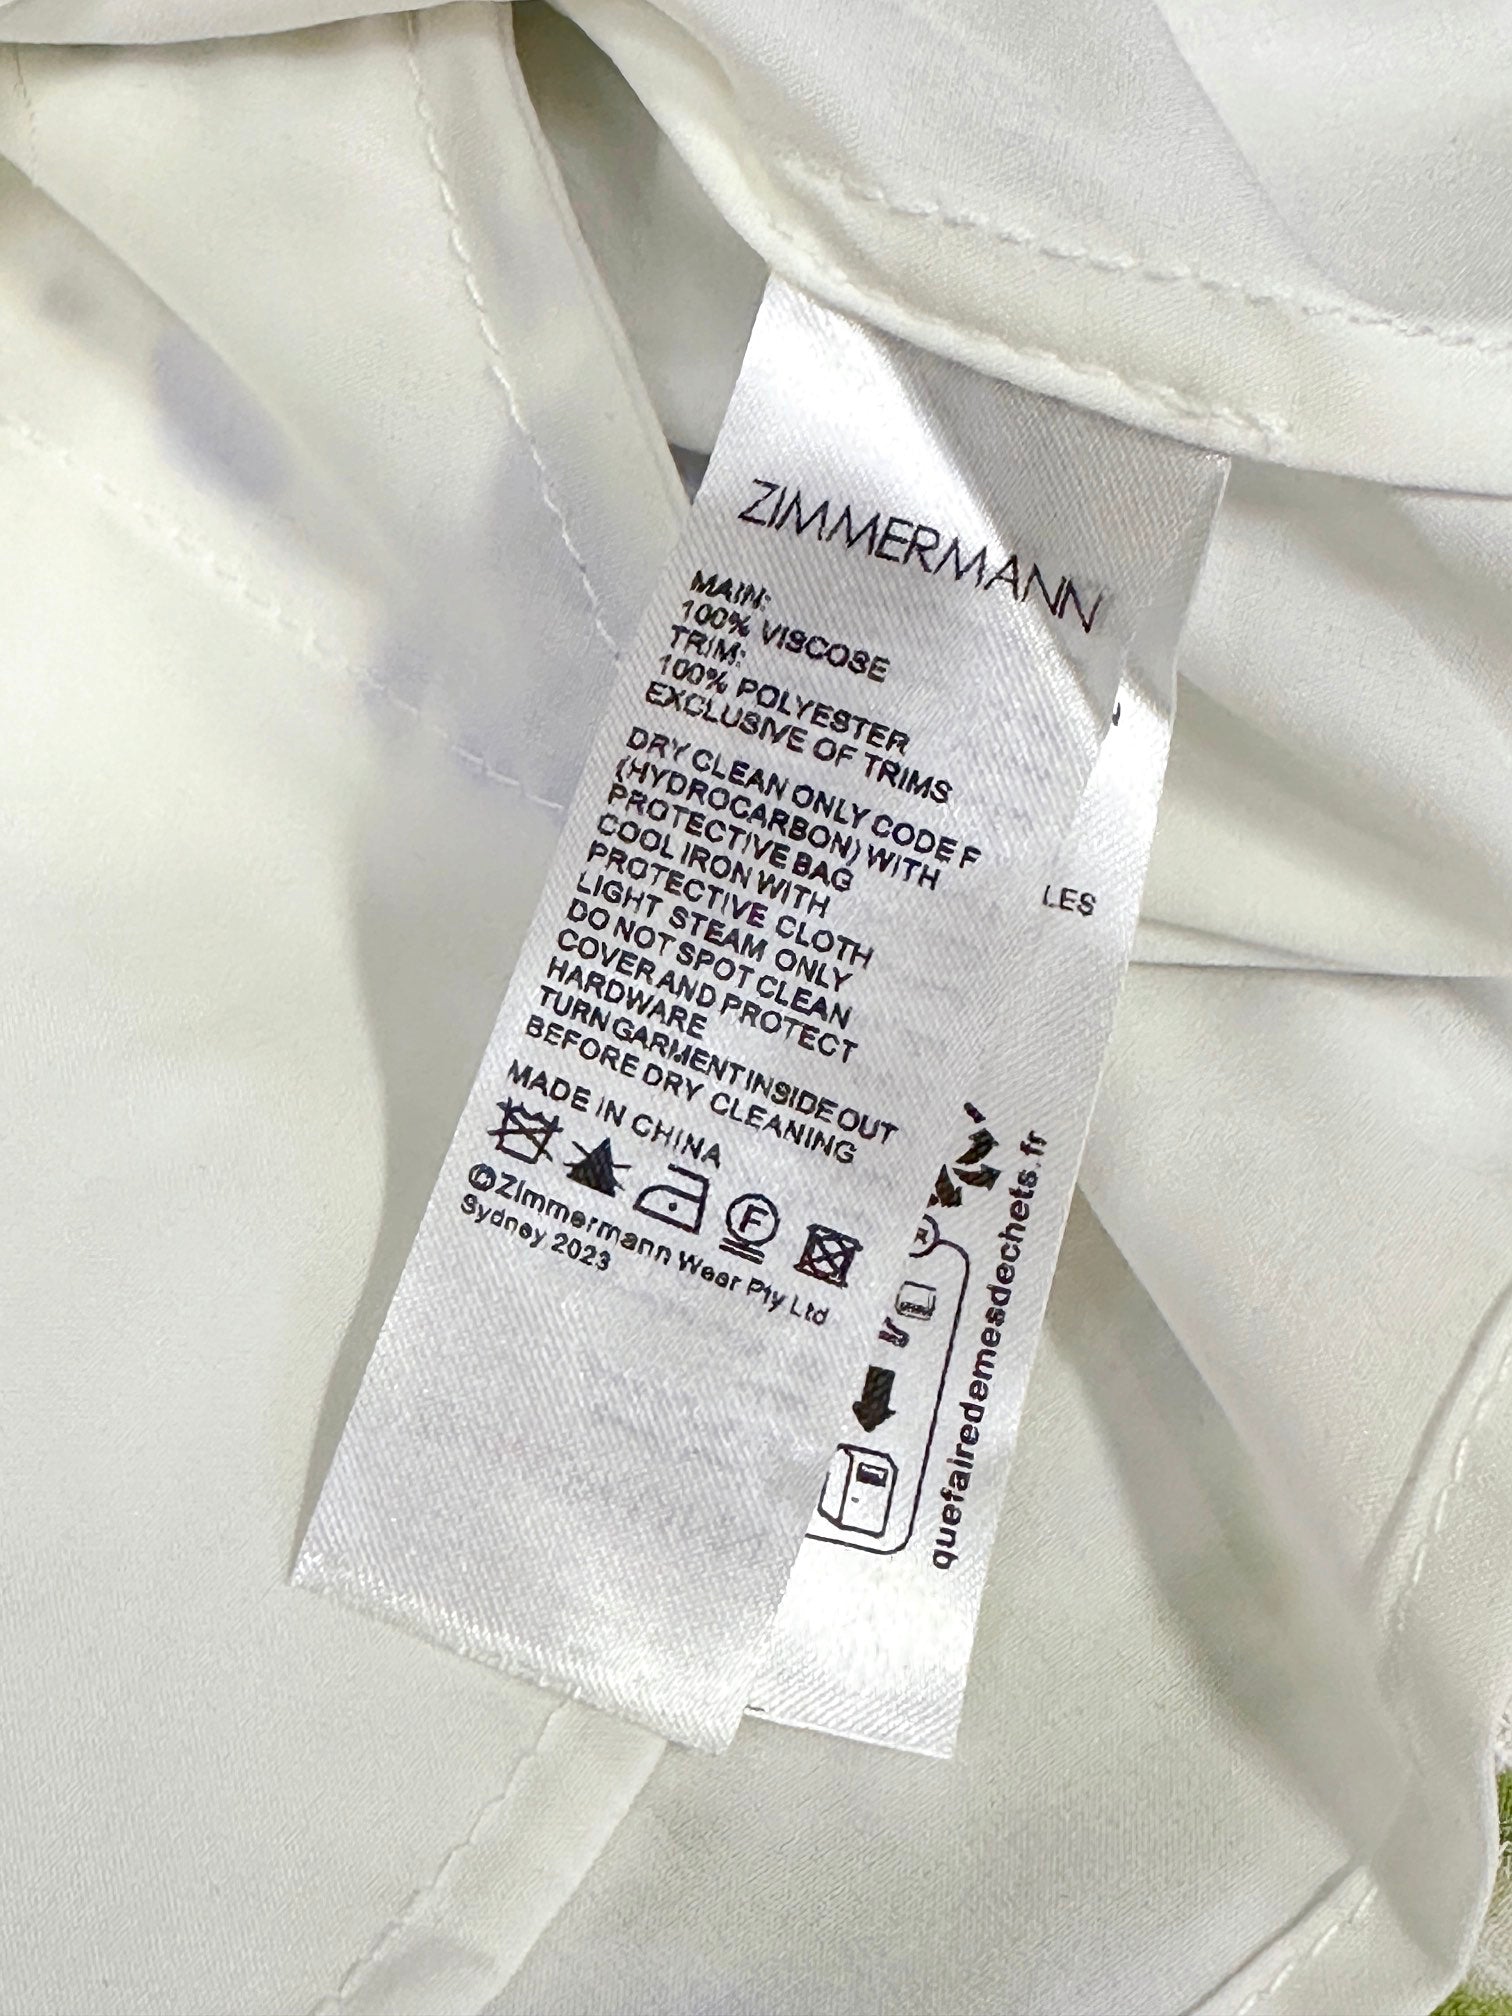 ZIMMERMANN
MAIN:
100% VISCOSE
TRIM:
100% POLYESTER
EXCLUSIVE OF TRIMS
DRY CLEAN ONLY CODE F
(HYDROCARBON) WITH
PROTECTIVE BAG
COOL IRON WITH
PROTECTIVE CLOTH
LIGHT STEAM ONLY
DO NOT SPOT CLEAN
COVER AND PROTECT
HARDWARE
TURN GARMENT INSIDE OUT
BEFORE DRY CLEANING
MADE IN CHINA
F
©Zimmermann Wear Pty Ltd
Sydney 2023
LES
quefairedemesdechets.fr